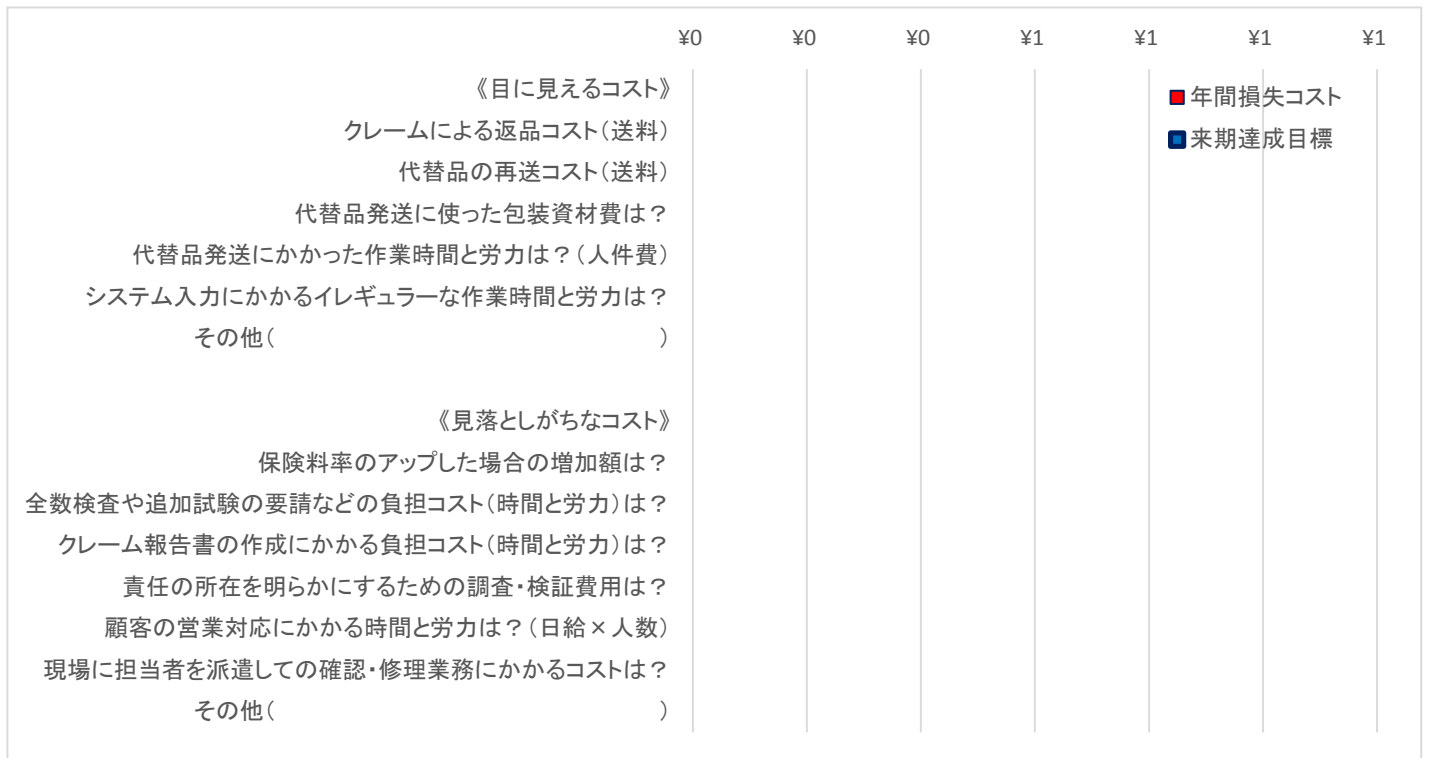 ¥0 ¥0 ¥0 ¥1 ¥1 ¥1 ¥1
《目に見えるコスト》
クレームによる返品コスト(送料)
代替品の再送コスト(送料)
代替品発送に使った包装資材費は？
代替品発送にかかった作業時間と労力は？(人件費)
システム入力にかかるイレギュラーな作業時間と労力は？
その他(　　　　　　　　　　　　　　　　)
《見落としがちなコスト》
保険料率のアップした場合の増加額は？
全数検査や追加試験の要請などの負担コスト(時間と労力)は？
クレーム報告書の作成にかかる負担コスト(時間と労力)は？
責任の所在を明らかにするための調査・検証費用は？
顧客の営業対応にかかる時間と労力は？(日給×人数)
現場に担当者を派遣しての確認・修理業務にかかるコストは？
その他(　　　　　　　　　　　　　　　　)
年間損失コスト
来期達成目標